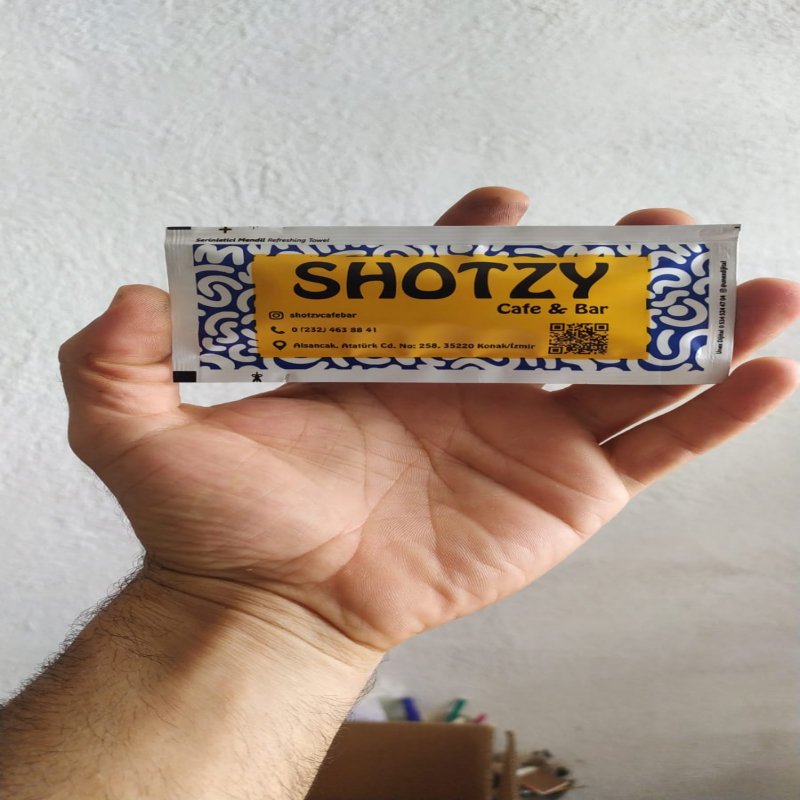 Serinletici Mendil Refreshing Towel
SHOTZY
Cafe & Bar
shotzycafebar
0 (232) 463 88 41
Alsancak, Atatürk Cd. No: 258, 35220 Konak/İzmir